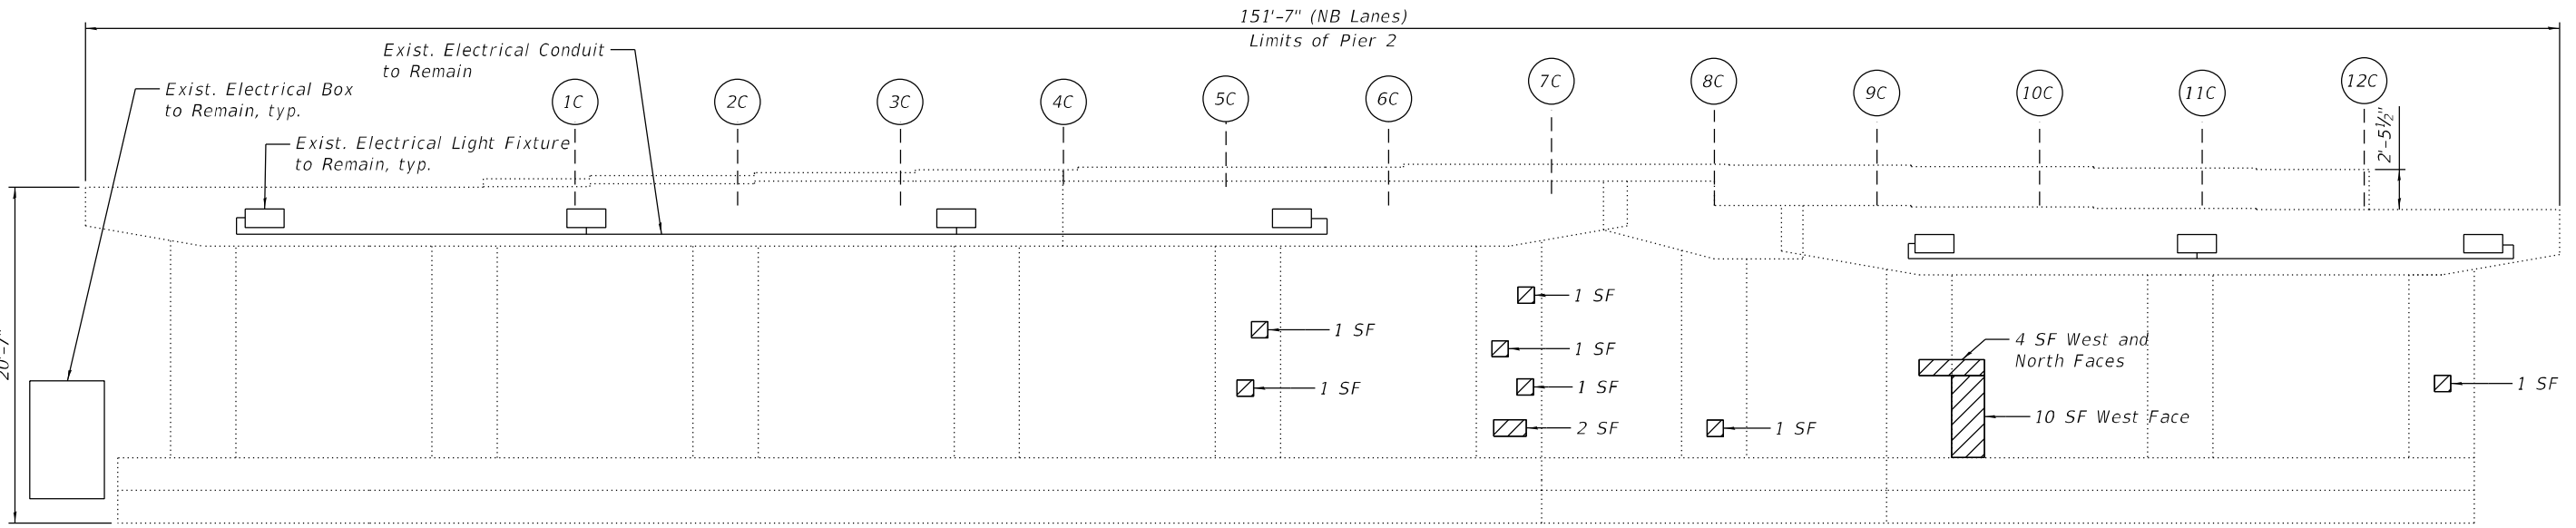 151'-7" (NB Lanes)
Limits of Pier 2
Exist. Electrical Conduit
to Remain
Exist. Electrical Box
to Remain, typ.
Exist. Electrical Light Fixture
to Remain, typ.
1C
2C
3C
4C
5C
6C
7C
8C
9C
10C
11C
12C
2'-5½"
20'-7"
1 SF
1 SF
1 SF
1 SF
1 SF
2 SF
1 SF
4 SF West and
North Faces
10 SF West Face
1 SF